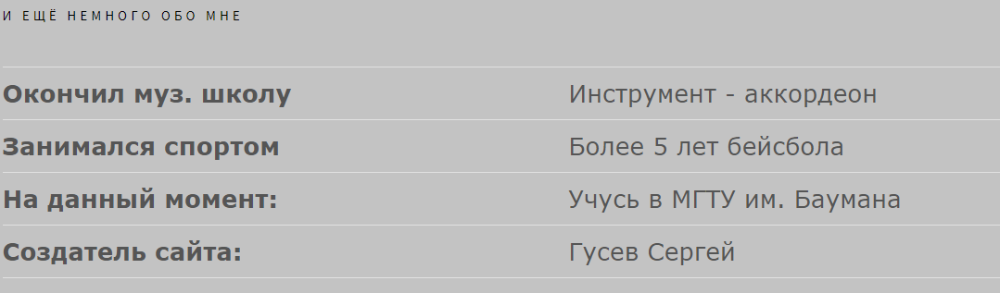 И ЕЩЁ НЕМНОГО ОБО МНЕ
Окончил муз. школу Инструмент - аккордеон
Занимался спортом Более 5 лет бейсбола
На данный момент: Учусь в МГТУ им. Баумана
Создатель сайта: Гусев Сергей